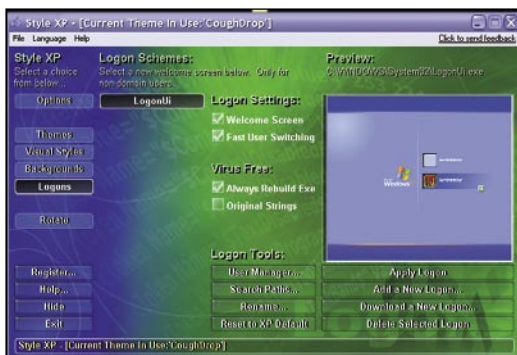 Style XP - [Current Theme In Use:'CoughDrop']
File Language Help
Click to send feedback
Style XP
Select a choice
from below...
Options
Themes
Visual Styles
Backgrounds
Logons
Rotate
Register...
Help...
Hide
Exit
Logon Schemes:
Select a new welcome screen below. Only for
non-domain users.
LogonUi
Logon Settings:
Welcome Screen
Fast User Switching
Virus Free:
Always Rebuild Exe
Original Strings
Logon Tools:
User Manager...
Search Paths...
Rename...
Reset to XP Default
Preview:
C:\WINDOWS\System32\LogonUi.exe
Windows
Apply Logon
Add a New Logon...
Download a New Logon...
Delete Selected Logon
Style XP - [Current Theme In Use:'CoughDrop']